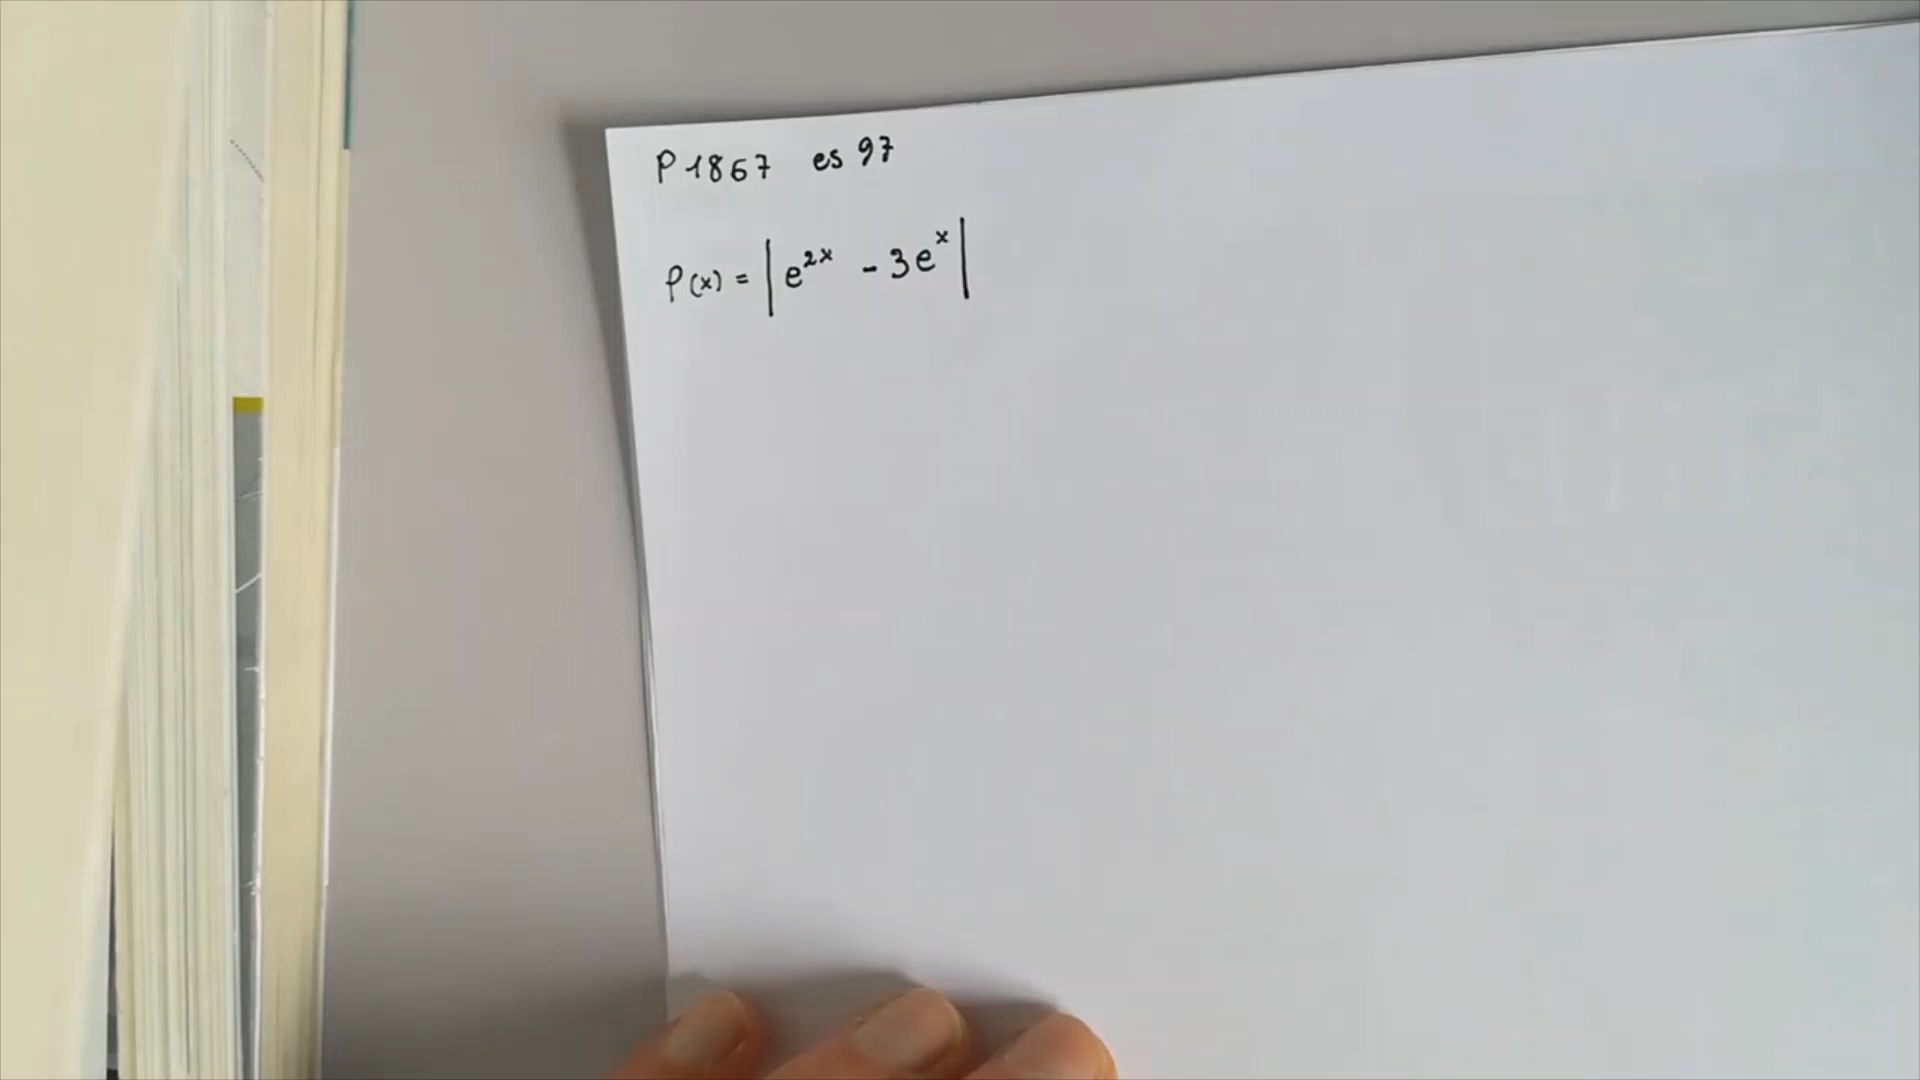 P 1867 es 97
f(x) = |e^{2x} - 3e^x|